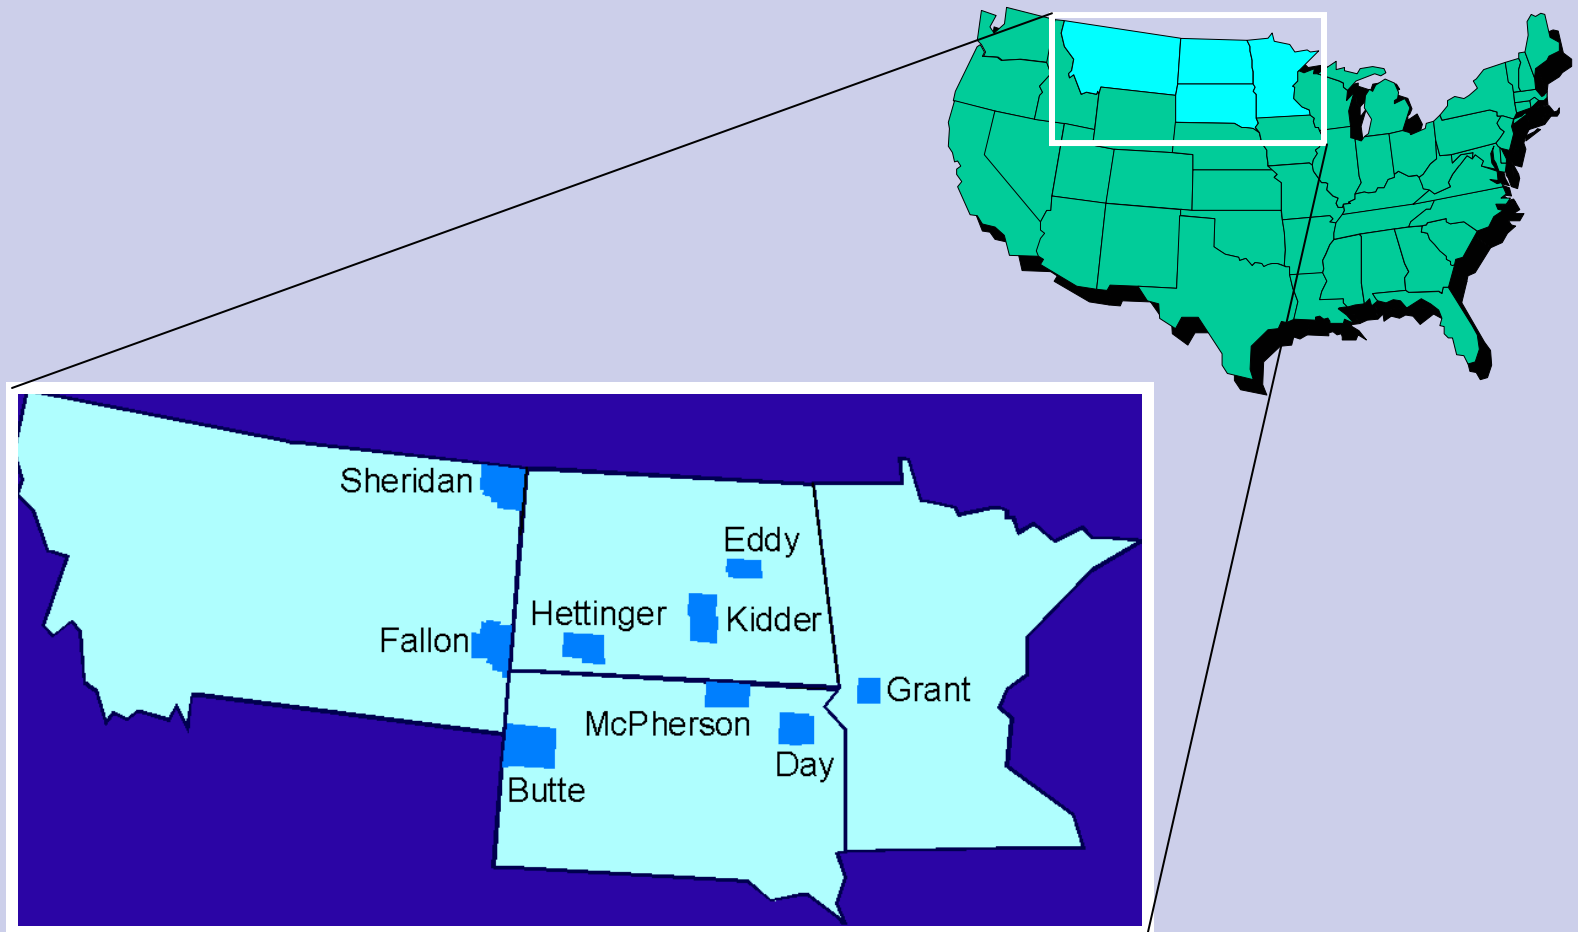 Sheridan
Eddy
Hettinger
Kidder
Fallon
Grant
McPherson
Day
Butte